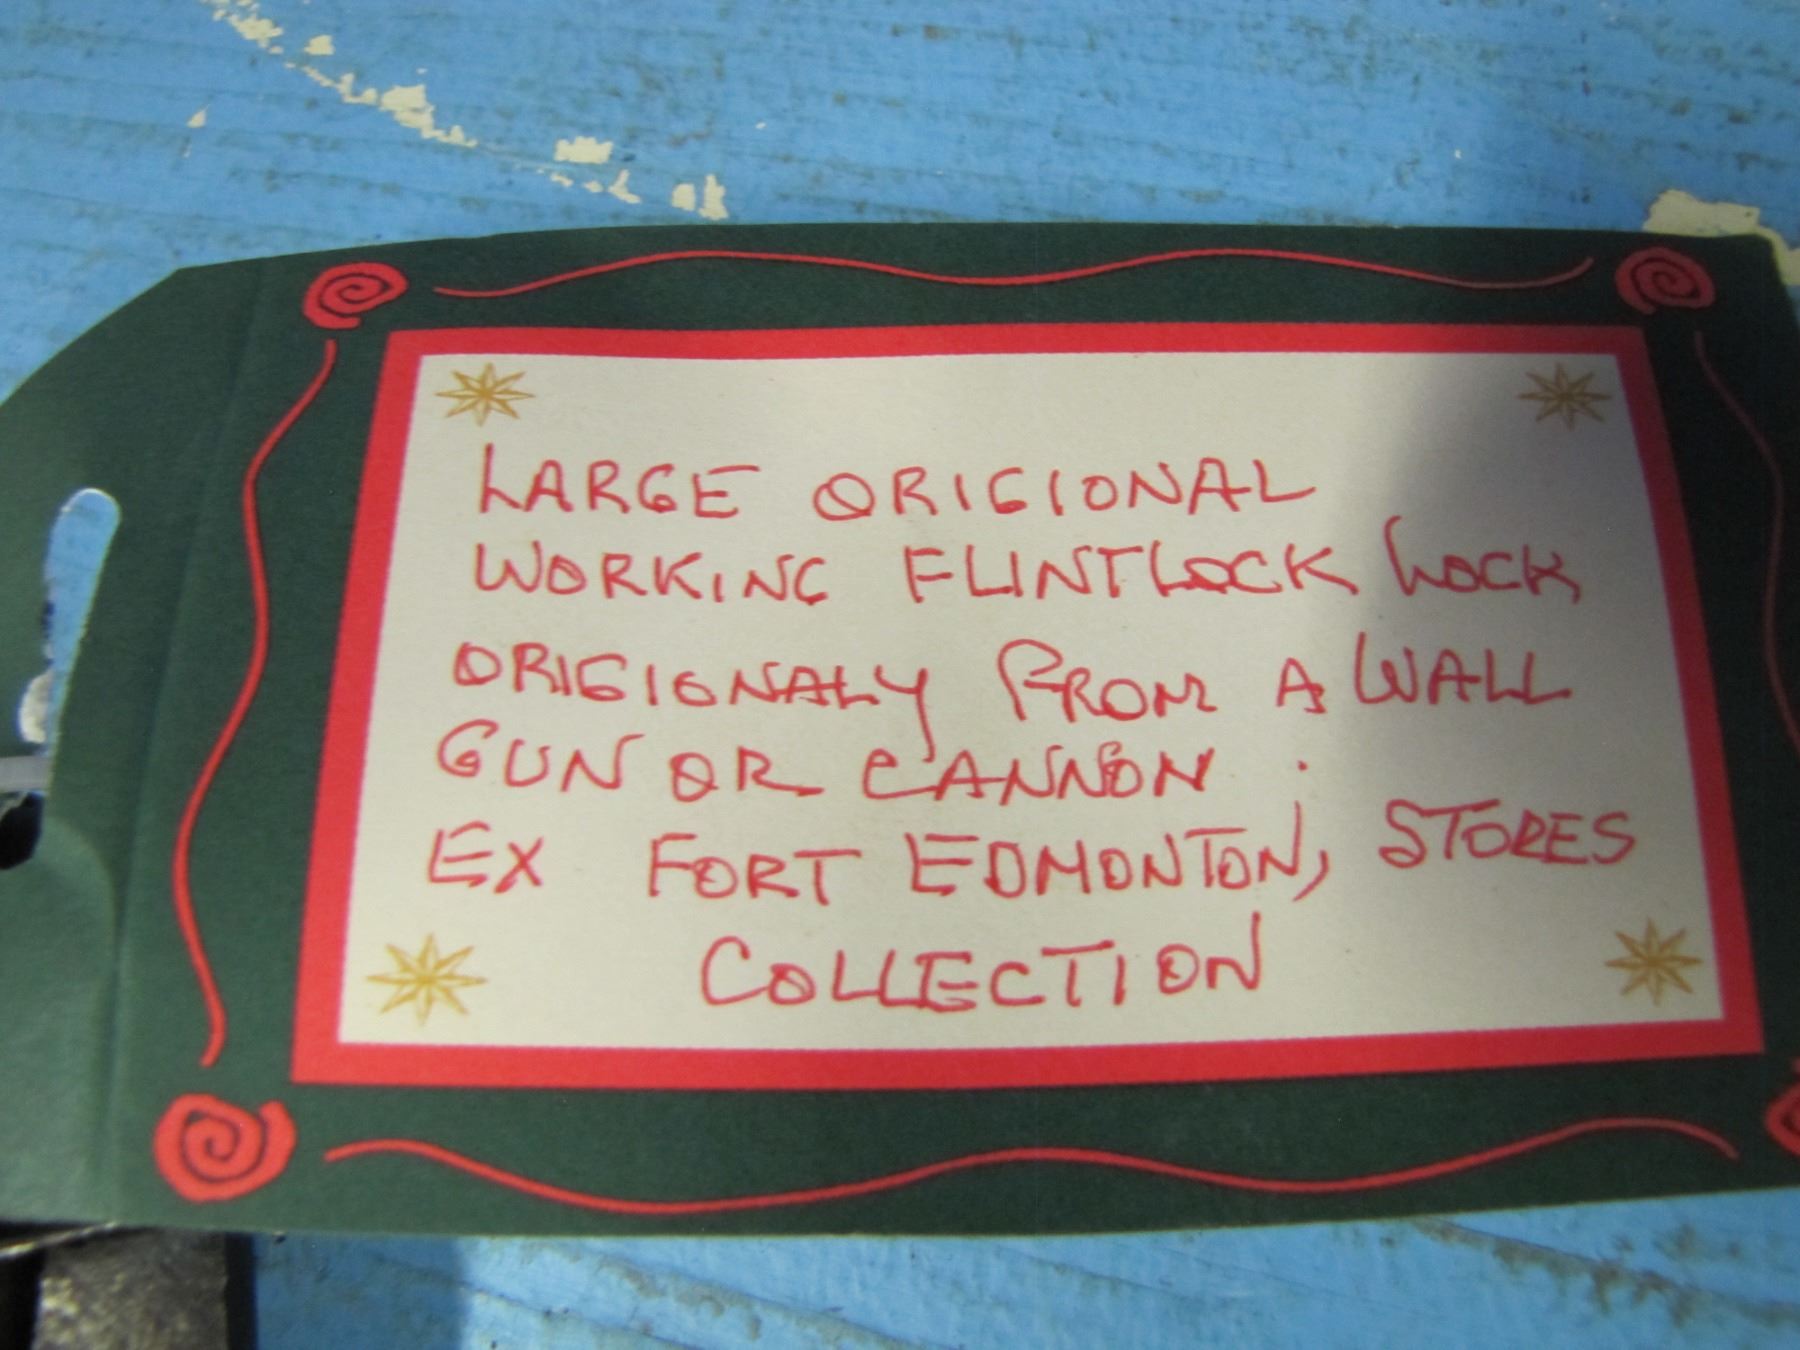 LARGE ORIGIONAL
WORKING FLINTLOCK LOCK
ORIGIONALY FROM A WALL
GUN OR CANNON.
EX FORT EDMONTON, STORES
COLLECTION